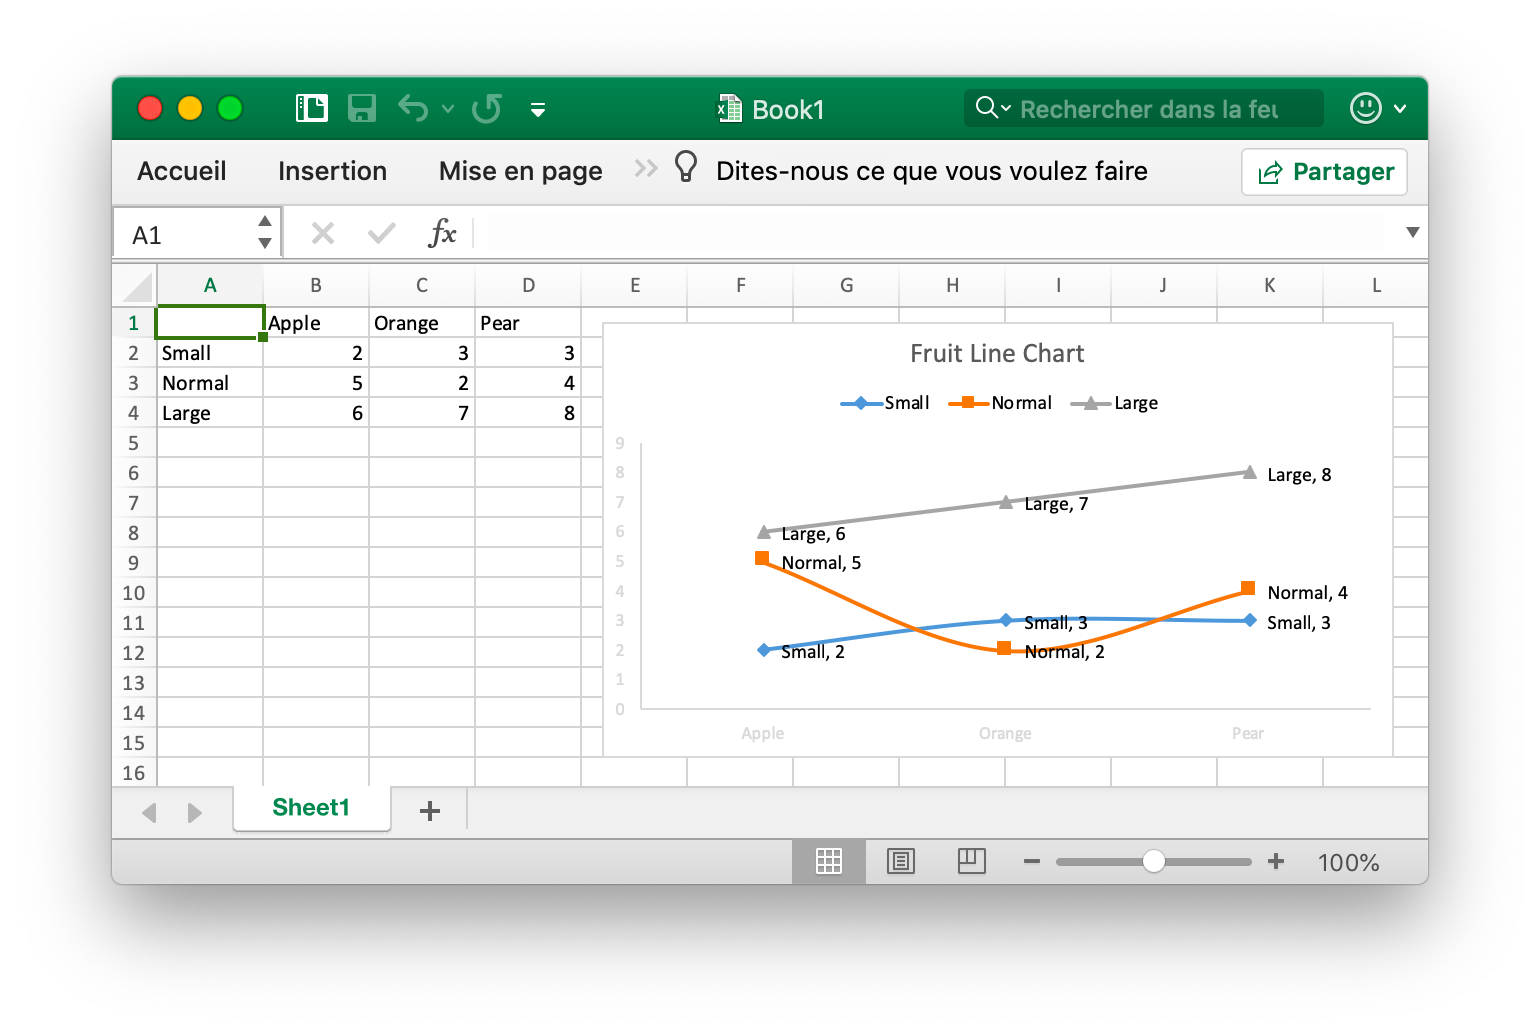 Book1
Rechercher dans la feu
Accueil Insertion Mise en page Dites-nous ce que vous voulez faire Partager
A1 fx
A B C D E F G H I J K L
1 Apple Orange Pear
2 Small 2 3 3
3 Normal 5 2 4
4 Large 6 7 8
5
6
7
8
9
10
11
12
13
14
15
16
Fruit Line Chart
Small Normal Large
9
8 Large, 8
7 Large, 7
6 Large, 6
5 Normal, 5
4 Normal, 4
3 Small, 3 Small, 3
2 Small, 2 Normal, 2
1
0
Apple Orange Pear
Sheet1
100%